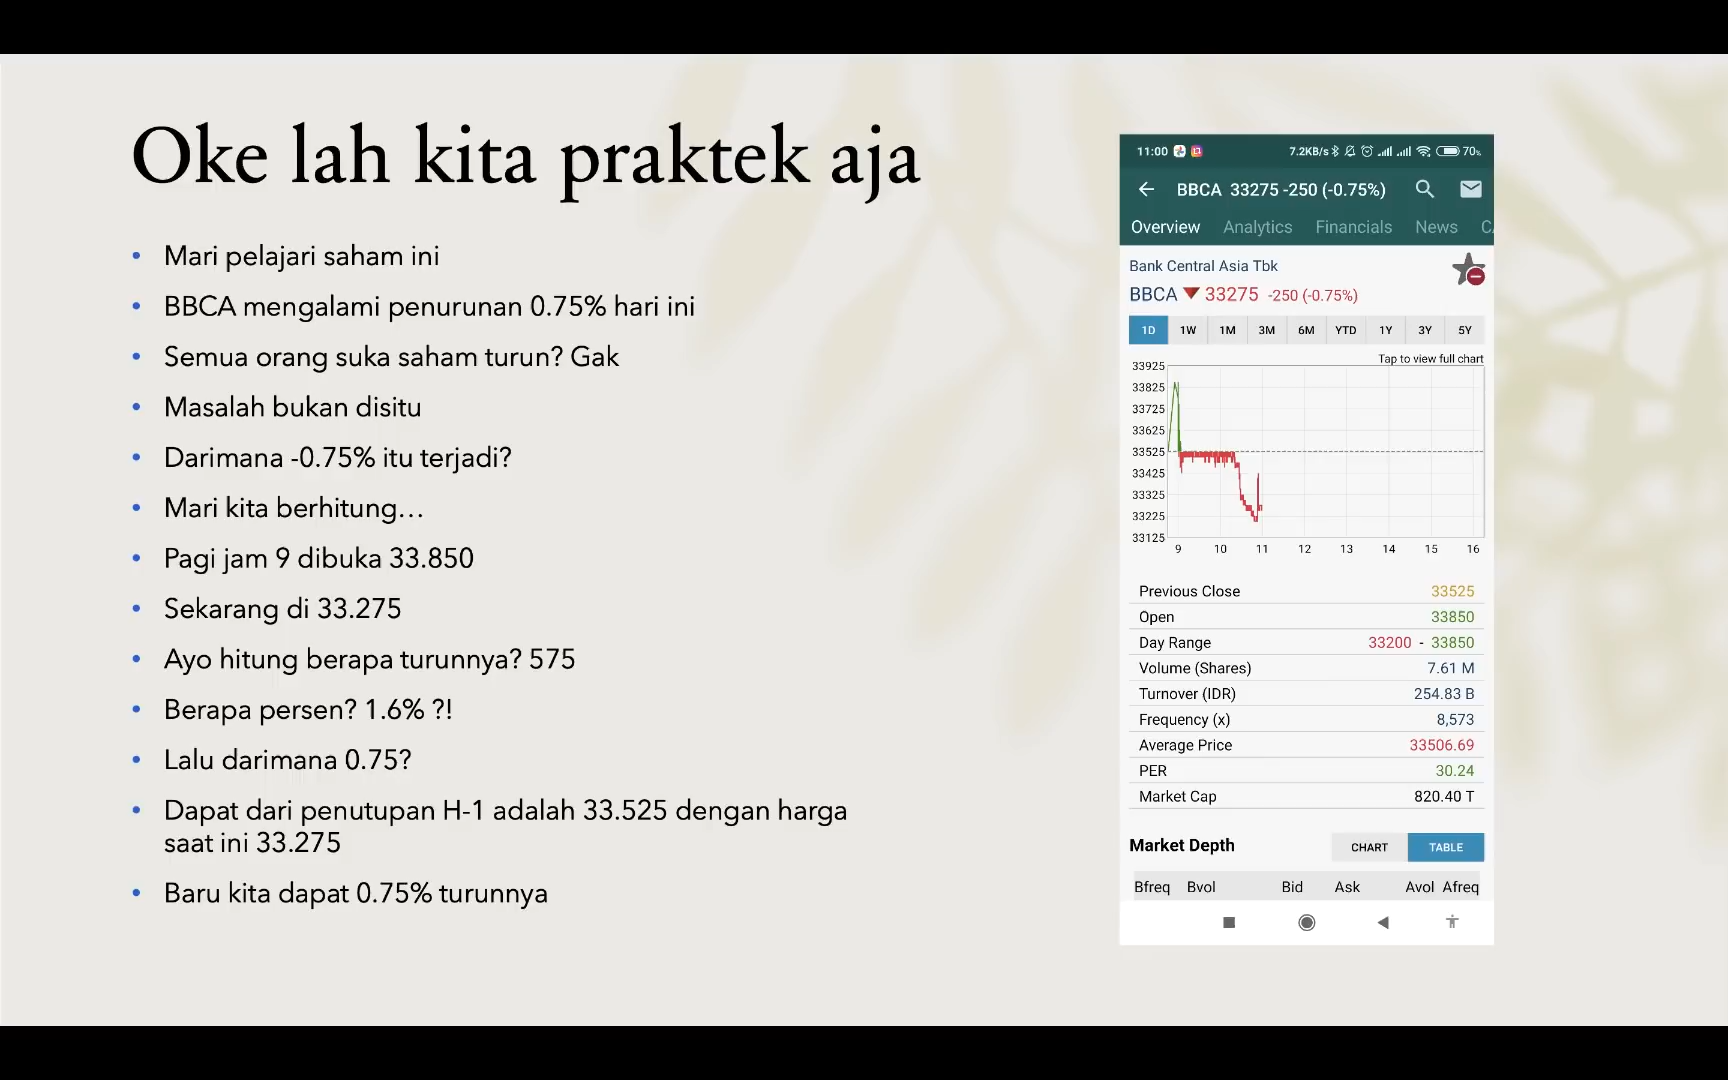 Oke lah kita praktek aja
• Mari pelajari saham ini
• BBCA mengalami penurunan 0.75% hari ini
• Semua orang suka saham turun? Gak
• Masalah bukan disitu
• Darimana -0.75% itu terjadi?
• Mari kita berhitung...
• Pagi jam 9 dibuka 33.850
• Sekarang di 33.275
• Ayo hitung berapa turunnya? 575
• Berapa persen? 1.6% ?!
• Lalu darimana 0.75?
• Dapat dari penutupan H-1 adalah 33.525 dengan harga
saat ini 33.275
• Baru kita dapat 0.75% turunnya
11:00 7.2KB/s 70%
BBCA 33275 -250 (-0.75%)
Overview Analytics Financials News
Bank Central Asia Tbk
BBCA 33275 -250 (-0.75%)
1D 1W 1M 3M 6M YTD 1Y 3Y 5Y
Tap to view full chart
33925
33825
33725
33625
33525
33425
33325
33225
33125
9 10 11 12 13 14 15 16
Previous Close 33525
Open 33850
Day Range 33200 - 33850
Volume (Shares) 7.61 M
Turnover (IDR) 254.83 B
Frequency (x) 8,573
Average Price 33506.69
PER 30.24
Market Cap 820.40 T
Market Depth CHART TABLE
Bfreq Bvol Bid Ask Avol Afreq